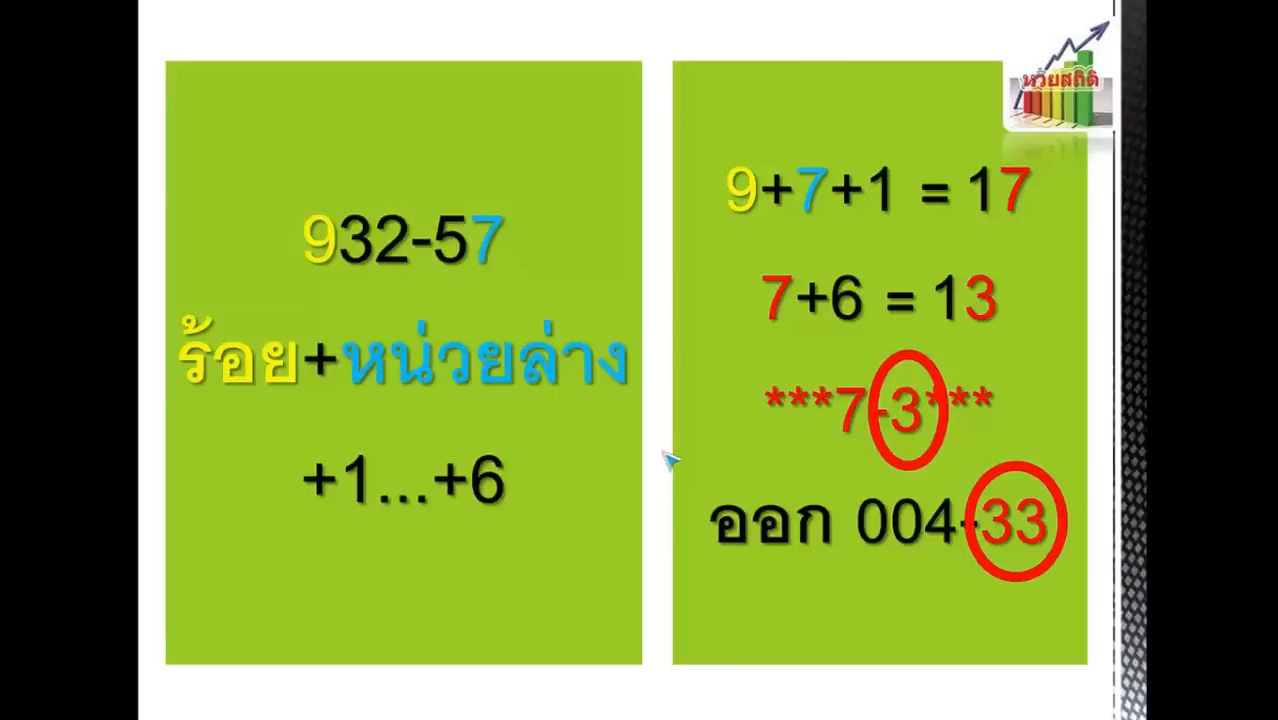 932-57
ร้อย+หน่วยล่าง
+1...+6
หวยสถิติ
9+7+1 = 17
7+6 = 13
***7-3***
ออก 004-33